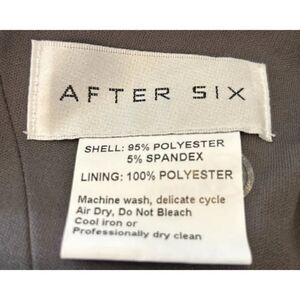 AFTER SIX
SHELL: 95% POLYESTER
5% SPANDEX
LINING: 100% POLYESTER
Machine wash, delicate cycle
Air Dry, Do Not Bleach
Cool iron or
Professionally dry clean